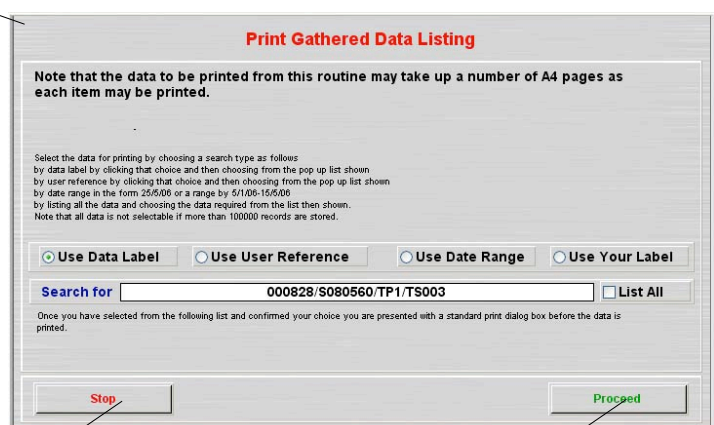 Print Gathered Data Listing
Note that the data to be printed from this routine may take up a number of A4 pages as
each item may be printed.
Select the data for printing by choosing a search type as follows
by data label by clicking that choice and then choosing from the pop up list shown
by user reference by clicking that choice and then choosing from the pop up list shown
by date range in the form 25/5/06 or a range by 5/1/06-15/5/06
by listing all the data and choosing the data required from the list then shown.
Note that all data is not selectable if more than 100000 records are stored.
Use Data Label Use User Reference Use Date Range Use Your Label
Search for 000828/S080560/TP1/TS003 List All
Once you have selected from the following list and confirmed your choice you are presented with a standard print dialog box before the data is
printed.
Stop Proceed